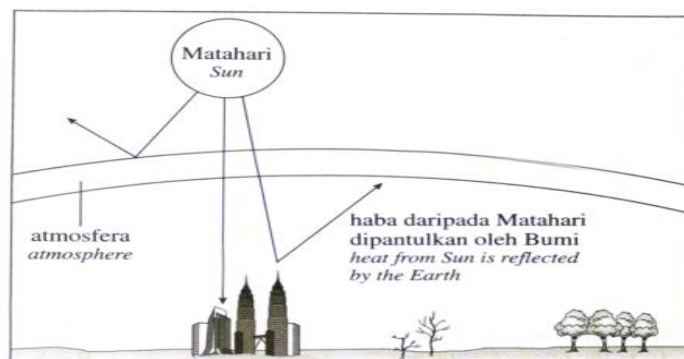 Matahari
Sun
atmosfera
atmosphere
haba daripada Matahari
dipantulkan oleh Bumi
heat from Sun is reflected
by the Earth